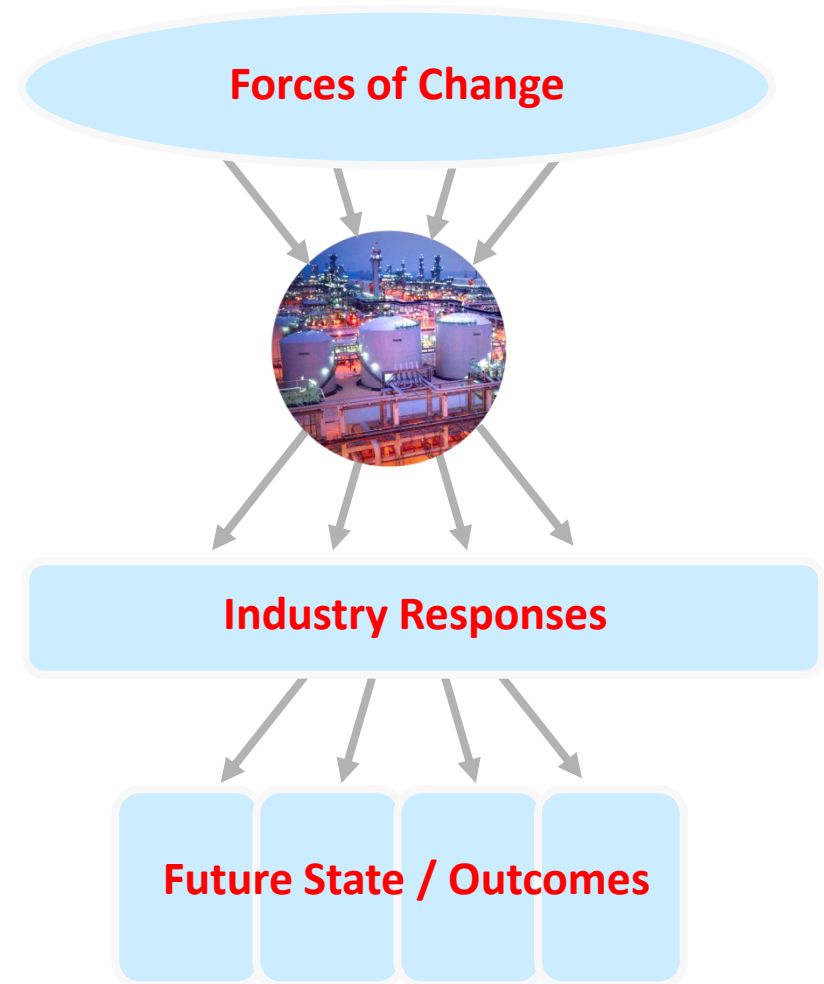 Forces of Change
Industry Responses
Future State / Outcomes